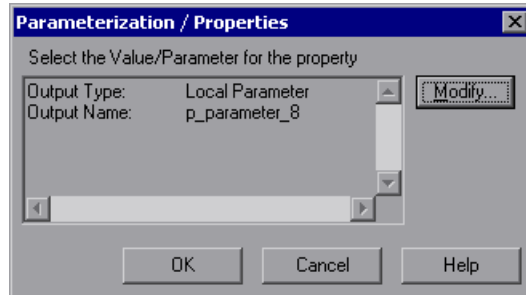 Parameterization / Properties
Select the Value/Parameter for the property
Output Type: Local Parameter
Output Name: p_parameter_8
Modify...
OK Cancel Help